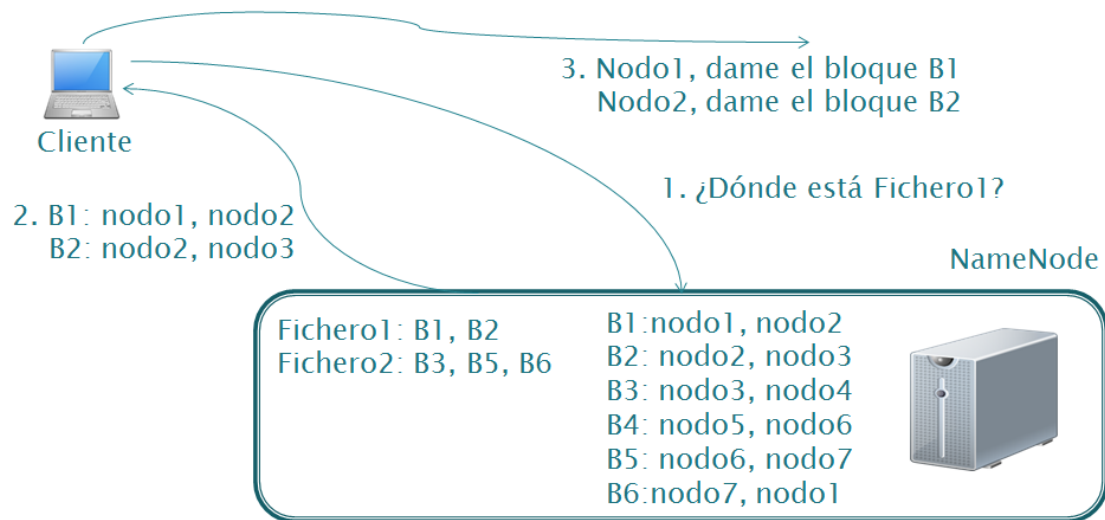 3. Nodo1, dame el bloque B1
Nodo2, dame el bloque B2
Cliente
1. ¿Dónde está Fichero1?
2. B1: nodo1, nodo2
B2: nodo2, nodo3
NameNode
Fichero1: B1, B2
Fichero2: B3, B5, B6
B1:nodo1, nodo2
B2: nodo2, nodo3
B3: nodo3, nodo4
B4: nodo5, nodo6
B5: nodo6, nodo7
B6:nodo7, nodo1